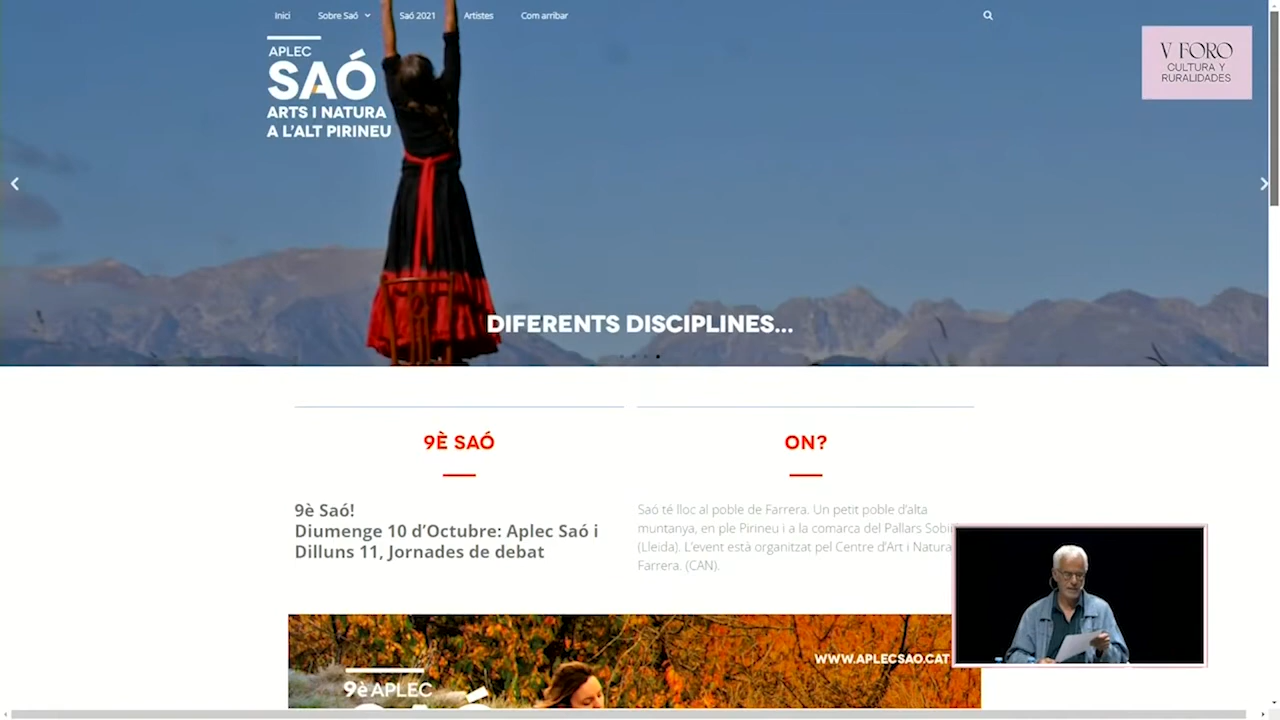 Inici
Sobre Saó
Saó 2021
Artistes
Com arribar
APLEC
SAÓ
ARTS I NATURA
A L'ALT PIRINEU
V FORO
CULTURA Y
RURALIDADES
DIFERENTS DISCIPLINES...
9È SAÓ
9è Saó!
Diumenge 10 d'Octubre: Aplec Saó i
Dilluns 11, Jornades de debat
ON?
Saó té lloc al poble de Farrera. Un petit poble d'alta
muntanya, en ple Pirineu i a la comarca del Pallars
(Lleida). L'event està organitzat pel Centre d'Art i Natura
Farrera. (CAN).
WWW.APLECSAO.CAT
9è APLEC